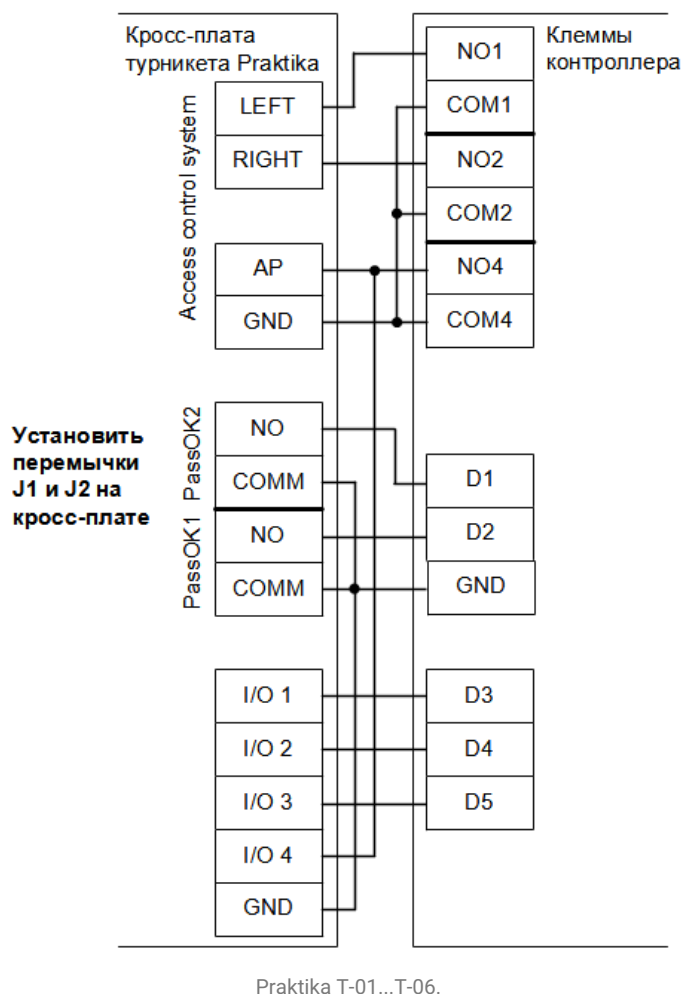 Кросс-плата
турникета Praktika
Клеммы
контроллера
Access control system
LEFT
RIGHT
AP
GND
NO1
COM1
NO2
COM2
NO4
COM4
Установить
перемычки
J1 и J2 на
кросс-плате
PassOK2
NO
COMM
PassOK1
NO
COMM
D1
D2
GND
I/O 1
I/O 2
I/O 3
I/O 4
GND
D3
D4
D5
Praktika T-01...T-06.